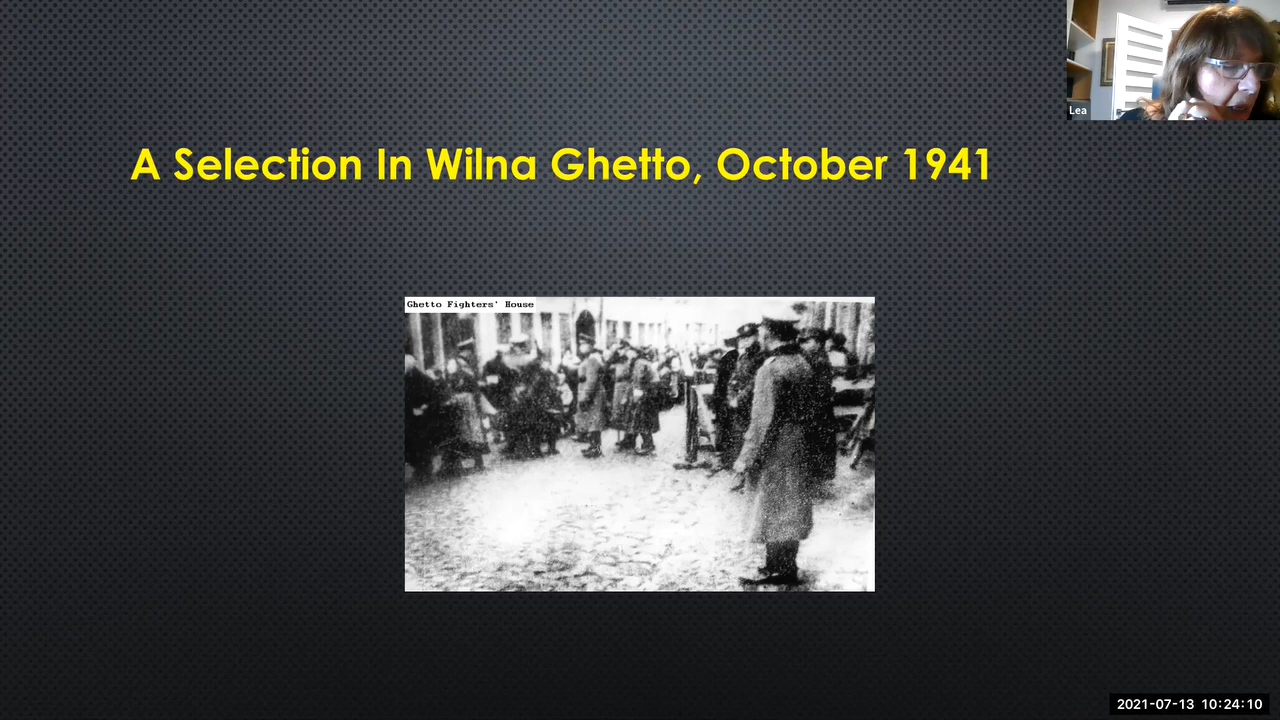 Lea
A Selection In Wilna Ghetto, October 1941
Ghetto Fighters' House
2021-07-13 10:24:10